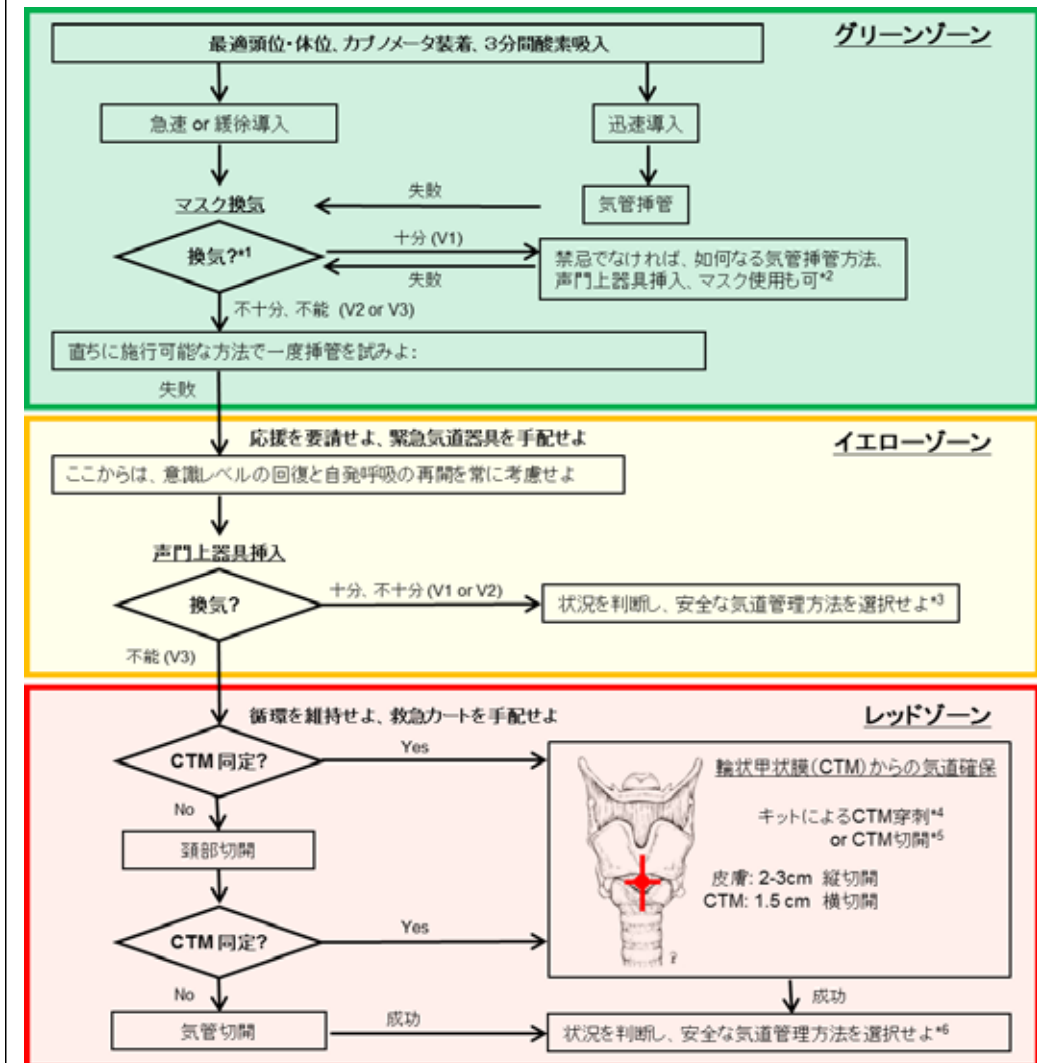 グリーンゾーン
最適頭位・体位、カプノメータ装着、3分間酸素吸入
急速 or 緩徐導入
迅速導入
失敗
気管挿管
マスク換気
換気?*1
十分 (V1)
失敗
禁忌でなければ、如何なる気管挿管方法、
声門上器具挿入、マスク使用も可*2
不十分、不能 (V2 or V3)
直ちに施行可能な方法で一度挿管を試みよ:
失敗
応援を要請せよ、緊急気道器具を手配せよ
イエローゾーン
ここからは、意識レベルの回復と自発呼吸の再開を常に考慮せよ
声門上器具挿入
換気?
十分、不十分 (V1 or V2)
状況を判断し、安全な気道管理方法を選択せよ*3
不能 (V3)
循環を維持せよ、救急カートを手配せよ
レッドゾーン
CTM 同定?
Yes
輪状甲状膜(CTM)からの気道確保
キットによるCTM穿刺*4
or CTM切開*5
皮膚: 2-3cm 縦切開
CTM: 1.5 cm 横切開
No
頚部切開
CTM 同定?
Yes
No
成功
気管切開
成功
状況を判断し、安全な気道管理方法を選択せよ*6